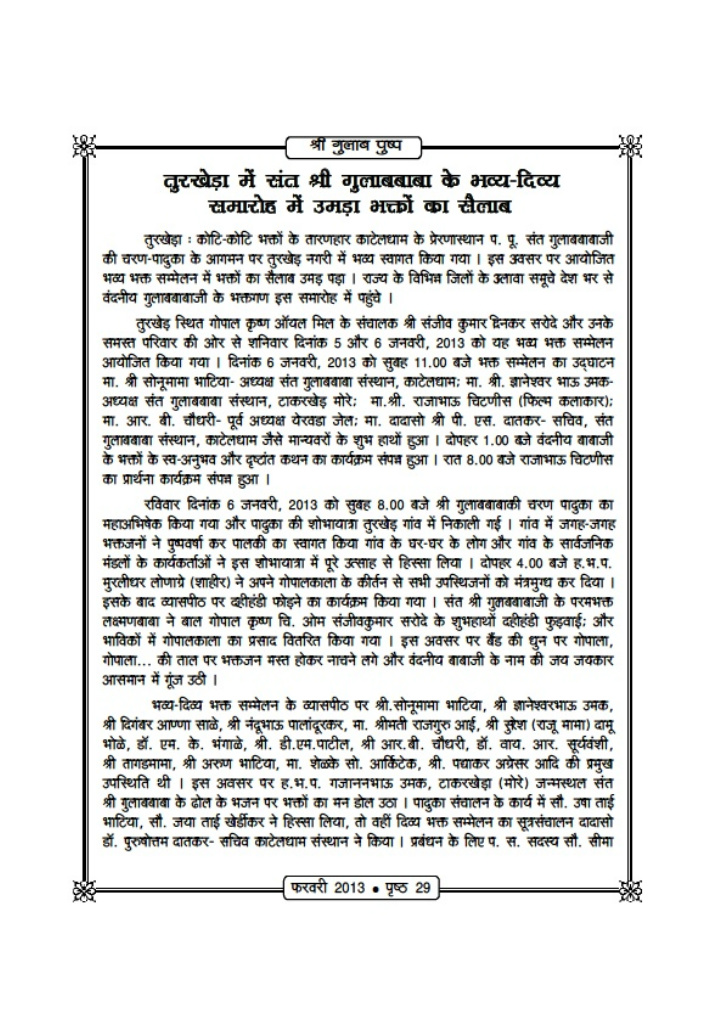 श्री गुलाब पुष्प
तुरखेड़ा में संत श्री गुलाबबाबा के भव्य-दिव्य
समारोह में उमड़ा भक्तों का सैलाब
तुरखेड़ा : कोटि-कोटि भक्तों के तारणहार काटेलधाम के प्रेरणास्थान प. पू. संत गुलाबबाबाजी
की चरण-पादुका के आगमन पर तुरखेड़ नगरी में भव्य स्वागत किया गया । इस अवसर पर आयोजित
भव्य भक्त सम्मेलन में भक्तों का सैलाब उमड़ पड़ा । राज्य के विभिन्न जिलों के अलावा समूचे देश भर से
वंदनीय गुलाबबाबाजी के भक्तगण इस समारोह में पहुंचे ।
तुरखेड़ स्थित गोपाल कृष्ण ऑयल मिल के संचालक श्री संजीव कुमार दिनकर सरोदे और उनके
समस्त परिवार की ओर से शनिवार दिनांक 5 और 6 जनवरी, 2013 को यह भव्य भक्त सम्मेलन
आयोजित किया गया । दिनांक 6 जनवरी, 2013 को सुबह 11.00 बजे भक्त सम्मेलन का उद्घाटन
मा. श्री सोनूमामा भाटिया- अध्यक्ष संत गुलाबबाबा संस्थान, काटेलधाम; मा. श्री. ज्ञानेश्वर भाऊ उमक-
अध्यक्ष संत गुलाबबाबा संस्थान, टाकरखेड़ मोरे; मा.श्री. राजाभाऊ चिटणीस (फिल्म कलाकार);
मा. आर. बी. चौधरी- पूर्व अध्यक्ष येरवडा जेल; मा. दादासो श्री पी. एस. दातकर- सचिव, संत
गुलाबबाबा संस्थान, काटेलधाम जैसे मान्यवरों के शुभ हाथों हुआ । दोपहर 1.00 बजे वंदनीय बाबाजी
के भक्तों के स्व-अनुभव और दृष्टांत कथन का कार्यक्रम संपन्न हुआ । रात 8.00 बजे राजाभाऊ चिटणीस
का प्रार्थना कार्यक्रम संपन्न हुआ ।
रविवार दिनांक 6 जनवरी, 2013 को सुबह 8.00 बजे श्री गुलाबबाबाकी चरण पादुका का
महाअभिषेक किया गया और पादुका की शोभायात्रा तुरखेड़ गांव में निकाली गई । गांव में जगह-जगह
भक्तजनों ने पुष्पवर्षा कर पालकी का स्वागत किया गांव के घर-घर के लोग और गांव के सार्वजनिक
मंडलों के कार्यकर्ताओं ने इस शोभायात्रा में पूरे उत्साह से हिस्सा लिया । दोपहर 4.00 बजे ह.भ.प.
मुरलीधर लोणाग्रे (शाहीर) ने अपने गोपालकाला के कीर्तन से सभी उपस्थिजनों को मंत्रमुग्ध कर दिया ।
इसके बाद व्यासपीठ पर दहीहंडी फोड़ने का कार्यक्रम किया गया । संत श्री गुलाबबाबाजी के परमभक्त
लक्ष्मणबाबा ने बाल गोपाल कृष्ण चि. ओम संजीवकुमार सरोदे के शुभहाथों दहीहंडी फुड़वाई; और
भाविकों में गोपालकाला का प्रसाद वितरित किया गया । इस अवसर पर बैंड की धुन पर गोपाला,
गोपाला... की ताल पर भक्तजन मस्त होकर नाचने लगे और वंदनीय बाबाजी के नाम की जय जयकार
आसमान में गूंज उठी ।
भव्य-दिव्य भक्त सम्मेलन के व्यासपीठ पर श्री.सोनूमामा भाटिया, श्री ज्ञानेश्वरभाऊ उमक,
श्री दिगंबर आण्णा साळे, श्री नंदूभाऊ पालांदूरकर, मा. श्रीमती राजगुरु आई, श्री सुरेश (राजू मामा) दामू
भोळे, डॉ. एम. के. भंगाळे, श्री. डी.एम.पाटील, श्री आर.बी. चौधरी, डॉ. वाय. आर. सूर्यवंशी,
श्री तागडमामा, श्री अरुण भाटिया, मा. शेळके सो. आर्किटेक, श्री. पद्याकर अग्रेसर आदि की प्रमुख
उपस्थिति थी । इस अवसर पर ह.भ.प. गजाननभाऊ उमक, टाकरखेड़ा (मोरे) जन्मस्थल संत
श्री गुलाबबाबा के ढोल के भजन पर भक्तों का मन डोल उठा । पादुका संचालन के कार्य में सौ. उषा ताई
भाटिया, सौ. जया ताई खेर्डीकर ने हिस्सा लिया, तो वहीं दिव्य भक्त सम्मेलन का सूत्रसंचालन दादासो
डॉ. पुरुषोत्तम दातकर- सचिव काटेलधाम संस्थान ने किया । प्रबंधन के लिए प. स. सदस्य सौ. सीमा
फरवरी 2013 ● पृष्ठ 29